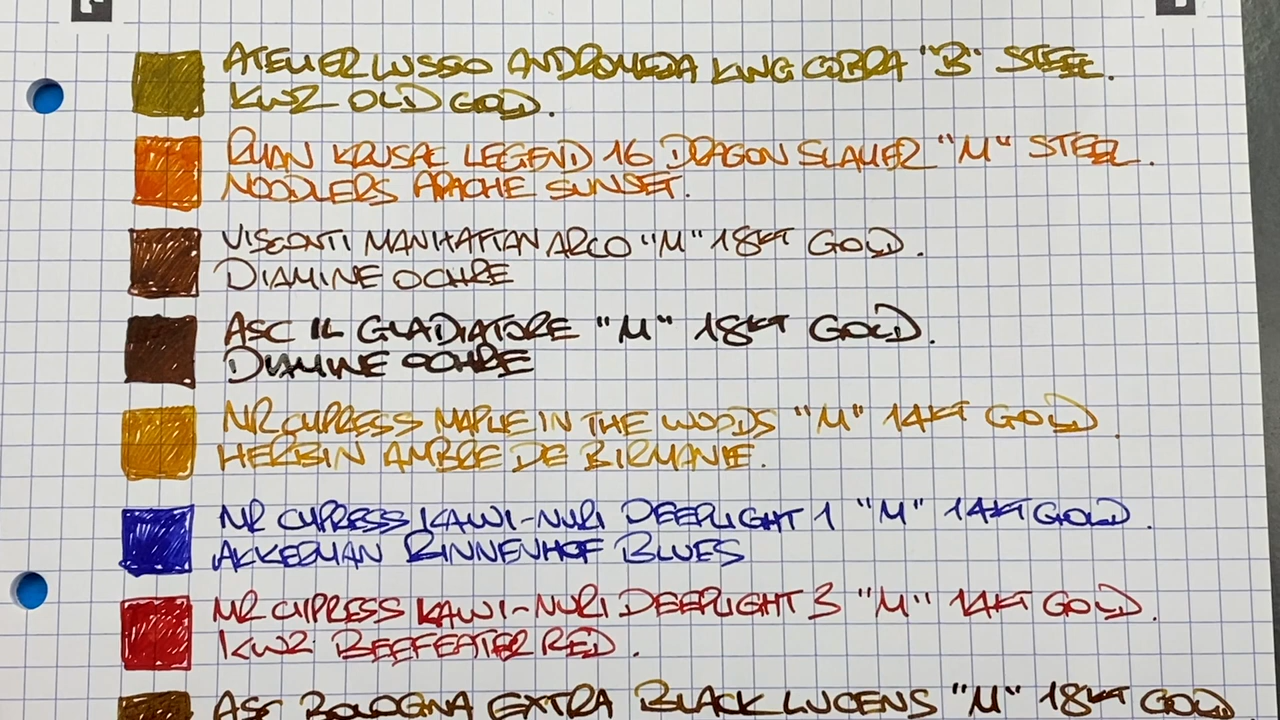 ATELIER LUSSO ANDROMEDA KING COBRA "B" STEEL.
KWZ OLD GOLD.
RYAN KRUSAC LEGEND 16 DRAGON SLAYER "M" STEEL.
NOODLERS APACHE SUNSET.
VISCONTI MANHATTAN ARCO "M" 18KT GOLD.
DIAMINE OCHRE
ASC IL GLADIATORE "M" 18KT GOLD.
DIAMINE OCHRE
MR CYPRESS MAPLE IN THE WOODS "M" 14KT GOLD.
HERBIN AMBRE DE BIRMANIE.
MR CYPRESS KAWI-NURI DEEPLIGHT 1 "M" 14KT GOLD.
AKKERMAN BINNENHOF BLUES
MR CYPRESS KAWI-NURI DEEPLIGHT 3 "M" 14KT GOLD.
KWZ BEEFEATER RED.
ASC BOLOGNA EXTRA BLACK LUCENS "M" 18KT GOLD.